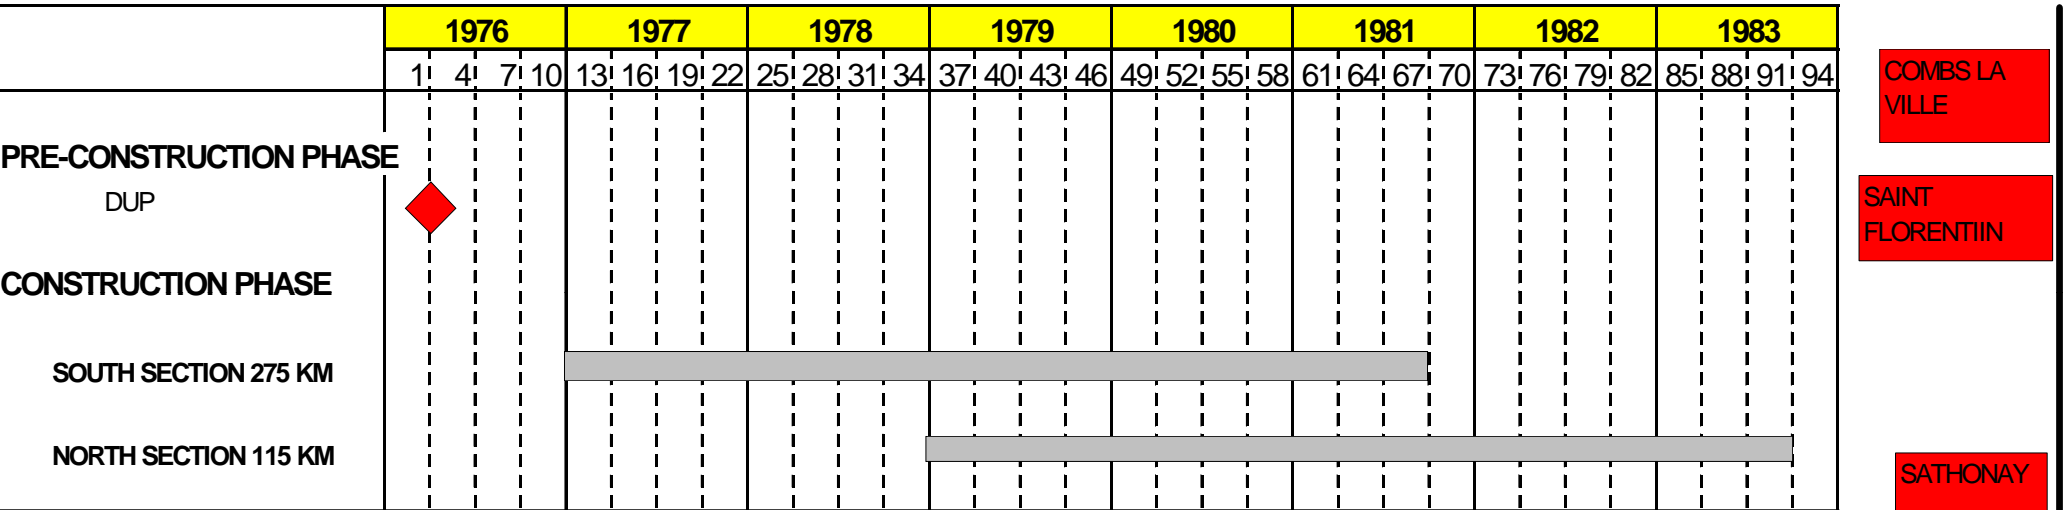 1976 1977 1978 1979 1980 1981 1982 1983
1 4 7 10 13 16 19 22 25 28 31 34 37 40 43 46 49 52 55 58 61 64 67 70 73 76 79 82 85 88 91 94
COMBS LA
VILLE
PRE-CONSTRUCTION PHASE
DUP
SAINT
FLORENTIIN
CONSTRUCTION PHASE
SOUTH SECTION 275 KM
NORTH SECTION 115 KM
SATHONAY